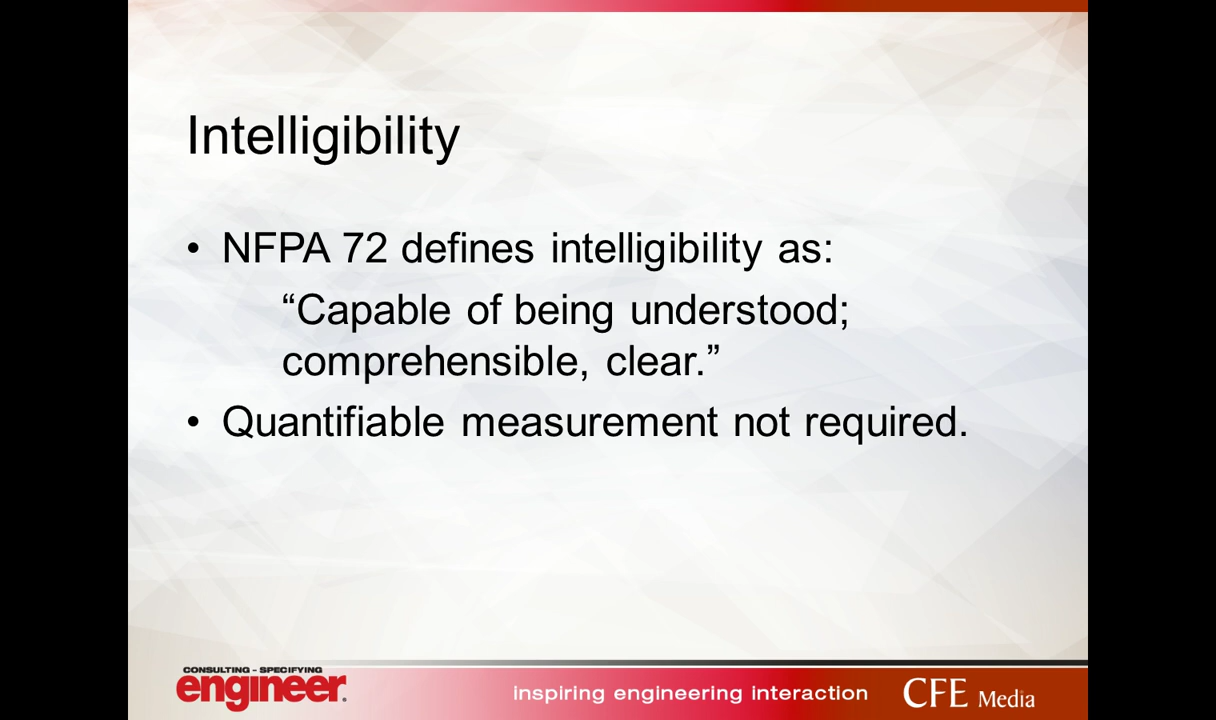 Intelligibility
• NFPA 72 defines intelligibility as:
“Capable of being understood;
comprehensible, clear.”
• Quantifiable measurement not required.
CONSULTING - SPECIFYING
engineer®
inspiring engineering interaction
CFE Media